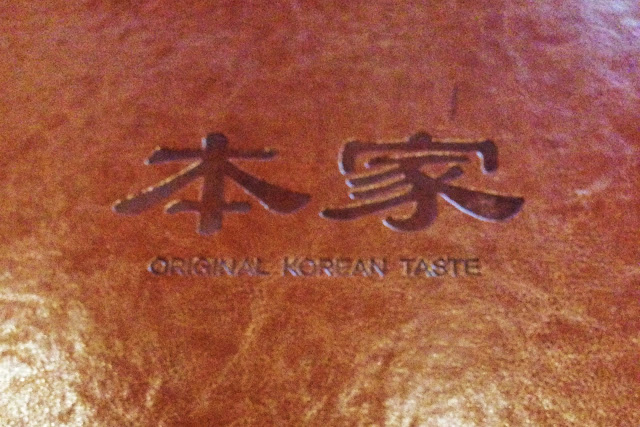 本家
ORIGINAL KOREAN TASTE